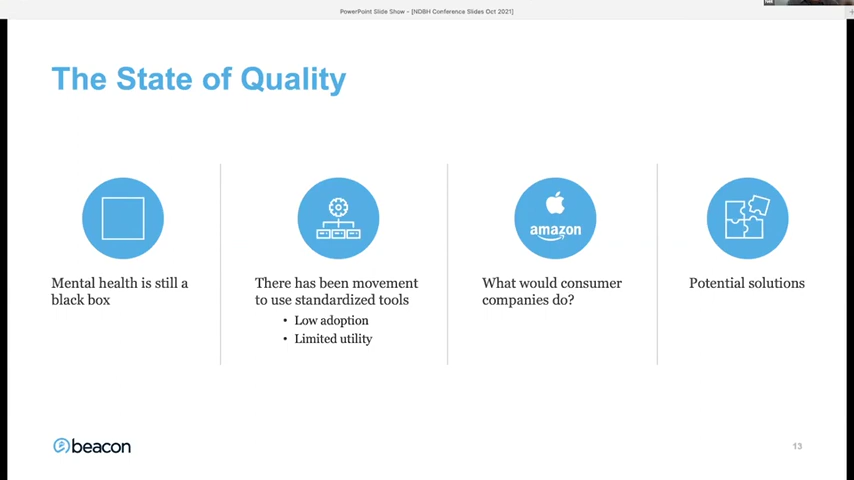 PowerPoint Slide Show - [NDBH Conference Slides Oct 2021]
The State of Quality
Mental health is still a
black box
There has been movement
to use standardized tools
• Low adoption
• Limited utility
amazon
What would consumer
companies do?
Potential solutions
beacon
13